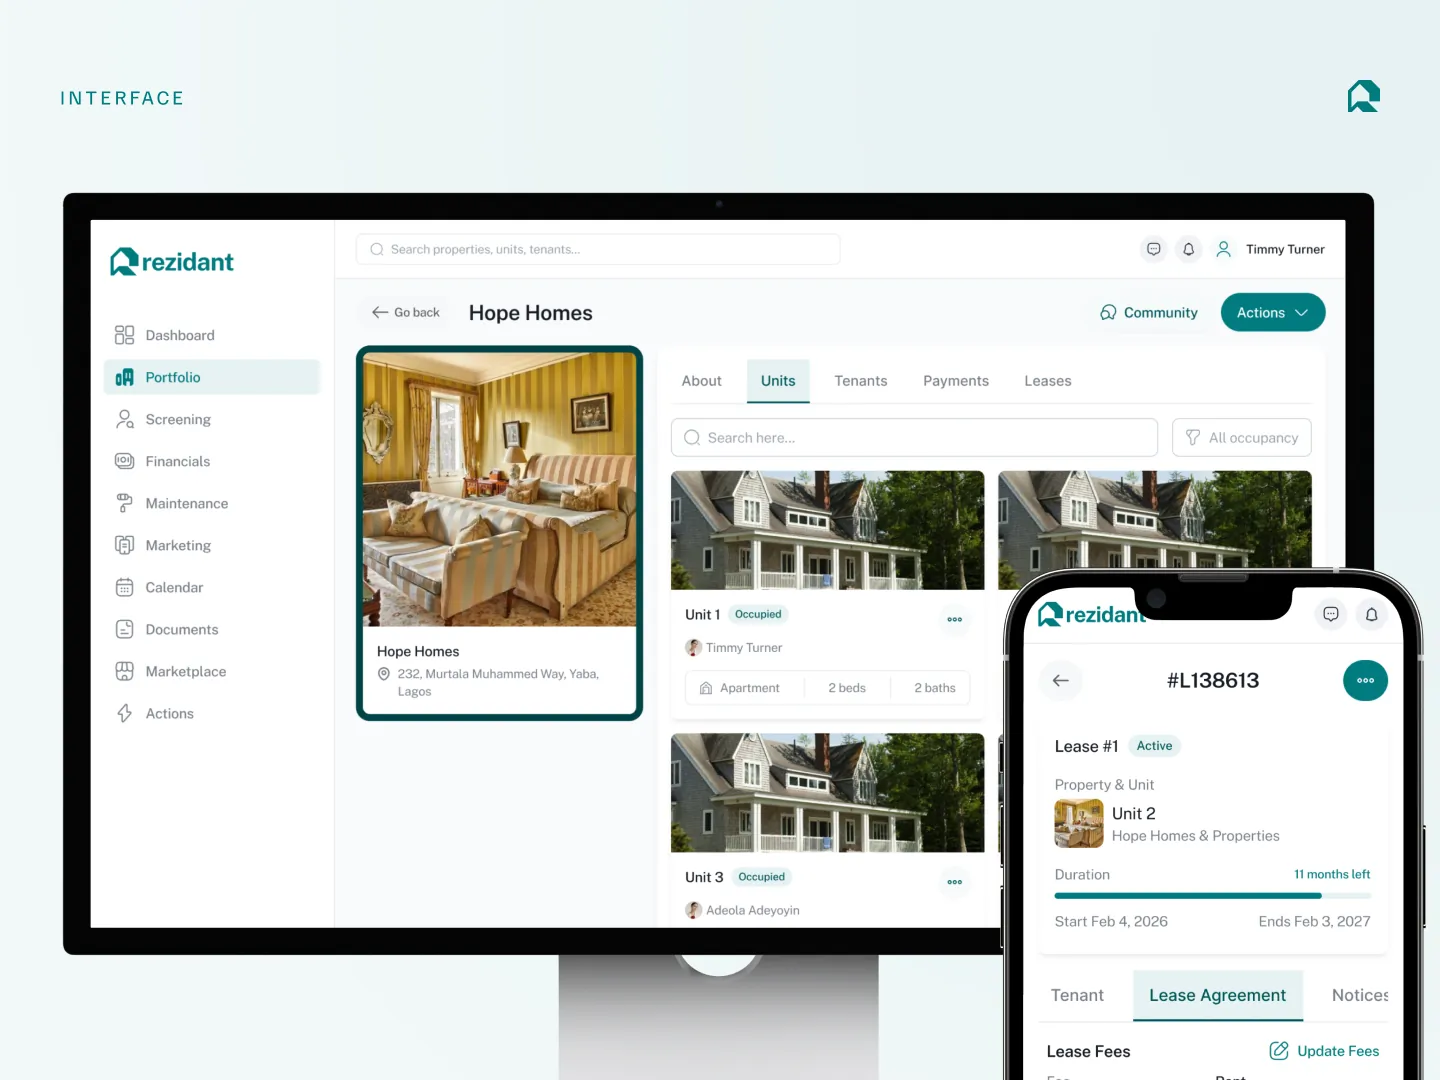 INTERFACE
rezidant
Search properties, units, tenants...
Timmy Turner
Dashboard
Portfolio
Screening
Financials
Maintenance
Marketing
Calendar
Documents
Marketplace
Actions
Go back
Hope Homes
Community
Actions
Hope Homes
232, Murtala Muhammed Way, Yaba,
Lagos
About
Units
Tenants
Payments
Leases
Search here...
All occupancy
Unit 1
Occupied
Timmy Turner
Apartment
2 beds
2 baths
Unit 3
Occupied
Adeola Adeyoyin
rezidant
#L138613
Lease #1
Active
Property & Unit
Unit 2
Hope Homes & Properties
Duration
11 months left
Start Feb 4, 2026
Ends Feb 3, 2027
Tenant
Lease Agreement
Notices
Lease Fees
Update Fees